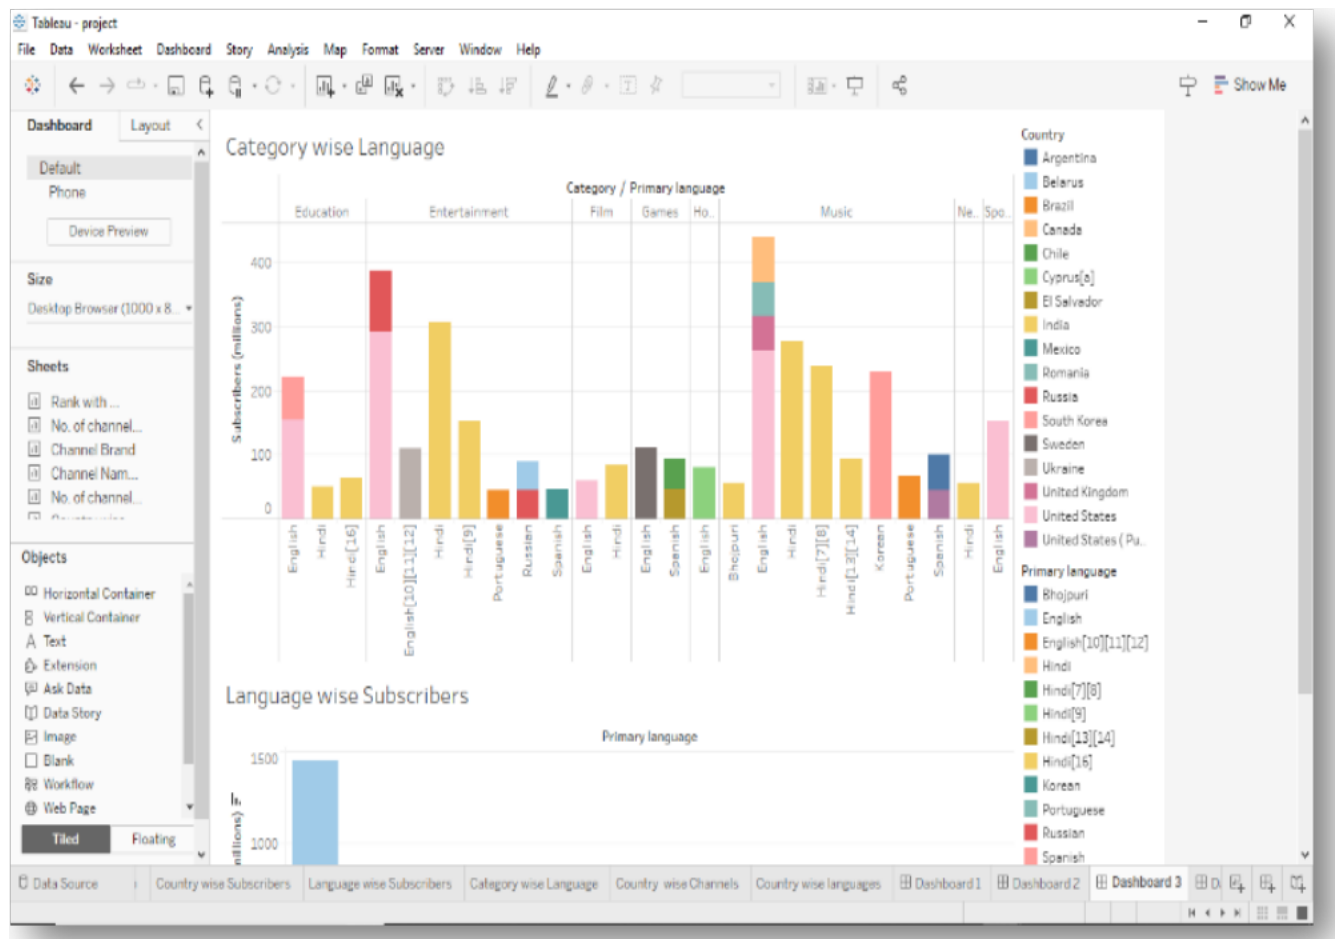 Tableau - project
File Data Worksheet Dashboard Story Analysis Map Format Server Window Help
Show Me
Dashboard Layout
Default
Phone
Device Preview
Size
Desktop Browser (1000 x 8...
Sheets
Rank with ...
No. of channel...
Channel Brand
Channel Nam...
No. of channel...
Objects
Horizontal Container
Vertical Container
A Text
Extension
Ask Data
Data Story
Image
Blank
Workflow
Web Page
Tiled Floating
Category wise Language
Category / Primary language
Education Entertainment Film Games Ho.. Music Ne.. Spo..
Subscribers (millions)
400
300
200
100
0
English Hindi Hindi[16] English English[10][11][12] Hindi Hindi[9] Portuguese Russian Spanish English Hindi English Spanish English Bhojpuri English Hindi Hindi[7][8] Hindi[13][14] Korean Portuguese Spanish Hindi English
Language wise Subscribers
Primary language
1500
1000
Country
Argentina
Belarus
Brazil
Canada
Chile
Cyprus[a]
El Salvador
India
Mexico
Romania
Russia
South Korea
Sweden
Ukraine
United Kingdom
United States
United States ( Pu..
Primary language
Bhojpuri
English
English[10][11][12]
Hindi
Hindi[7][8]
Hindi[9]
Hindi[13][14]
Hindi[16]
Korean
Portuguese
Russian
Spanish
Data Source Country wise Subscribers Language wise Subscribers Category wise Language Country wise Channels Country wise languages Dashboard 1 Dashboard 2 Dashboard 3